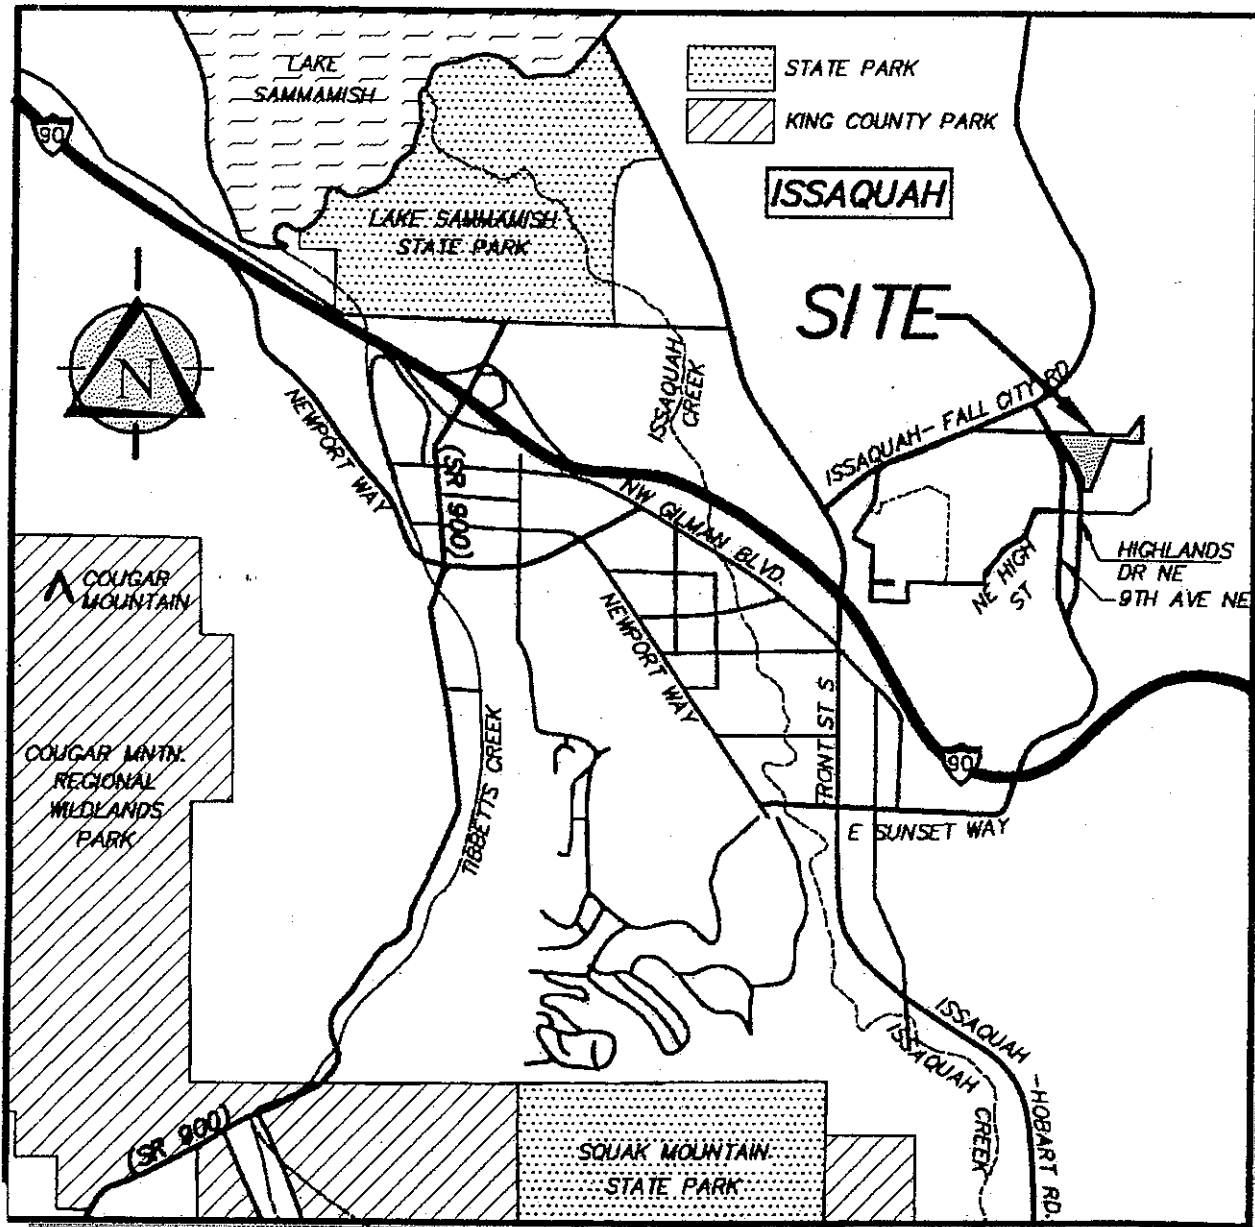 LAKE
SAMMAMISH
STATE PARK
KING COUNTY PARK
90
ISSAQUAH
LAKE SAMMAMISH
STATE PARK
SITE
N
NEWPORT WAY
ISSAQUAH
CREEK
ISSAQUAH-FALL CITY RD
(SR 900)
NW GILMAN BLVD.
HIGHLANDS
DR NE
9TH AVE NE
NE HIGH
ST
COUGAR
MOUNTAIN
NEWPORT WAY
FRONT ST S
90
COUGAR MNTN.
REGIONAL
WILDLANDS
PARK
TIBBETTS CREEK
E SUNSET WAY
ISSAQUAH
-HOBART RD.
ISSAQUAH
CREEK
(SR 900)
SQUAK MOUNTAIN
STATE PARK